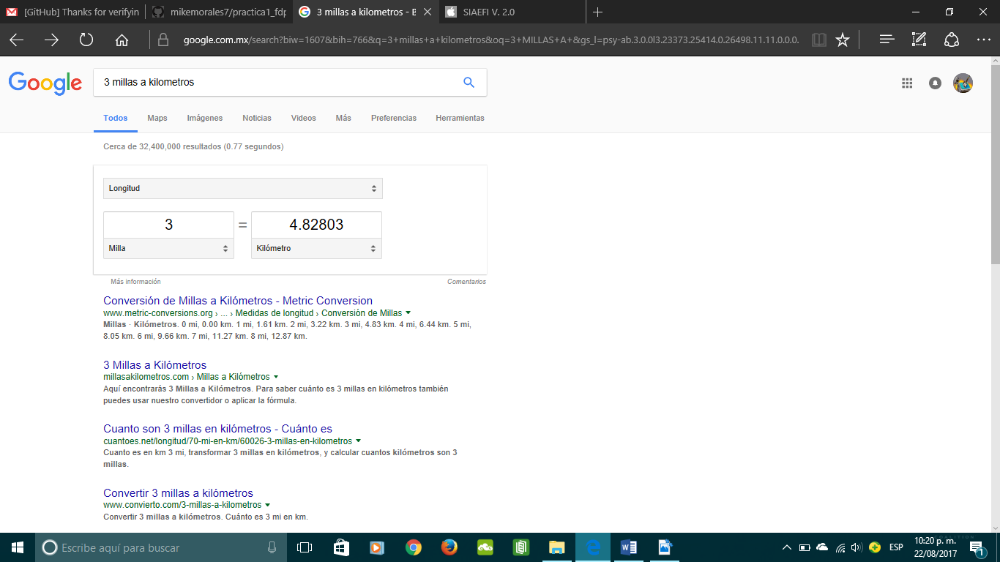 [GitHub] Thanks for verifyin
mikemorales7/practica1_fdp
3 millas a kilometros - B
SIAEFI V. 2.0
google.com.mx/search?biw=1607&bih=766&q=3+millas+a+kilometros&oq=3+MILLAS+A+&gs_l=psy-ab.3.0.0l3.23373.25414.0.26498.11.11.0.0.0.
Google
3 millas a kilometros
Todos Maps Imágenes Noticias Videos Más Preferencias Herramientas
Cerca de 32,400,000 resultados (0.77 segundos)
Longitud
3 = 4.82803
Milla Kilómetro
Más información Comentarios
Conversión de Millas a Kilómetros - Metric Conversion
www.metric-conversions.org › ... › Medidas de longitud › Conversión de Millas
Millas · Kilómetros. 0 mi, 0.00 km. 1 mi, 1.61 km. 2 mi, 3.22 km. 3 mi, 4.83 km. 4 mi, 6.44 km. 5 mi,
8.05 km. 6 mi, 9.66 km. 7 mi, 11.27 km. 8 mi, 12.87 km.
3 Millas a Kilómetros
millasakilometros.com › Millas a Kilómetros
Aquí encontrarás 3 Millas a Kilómetros. Para saber cuánto es 3 millas en kilómetros también
puedes usar nuestro convertidor o aplicar la fórmula.
Cuanto son 3 millas en kilómetros - Cuánto es
cuantoes.net/longitud/70-mi-en-km/60026-3-millas-en-kilometros
Cuanto es en km 3 mi, transformar 3 millas en kilómetros, y calcular cuantos kilómetros son 3
millas.
Convertir 3 millas a kilómetros
www.convierto.com/3-millas-a-kilometros
Convertir 3 millas a kilómetros. Cuánto es 3 mi en km.
Escribe aquí para buscar
ESP
10:20 p. m.
22/08/2017
1